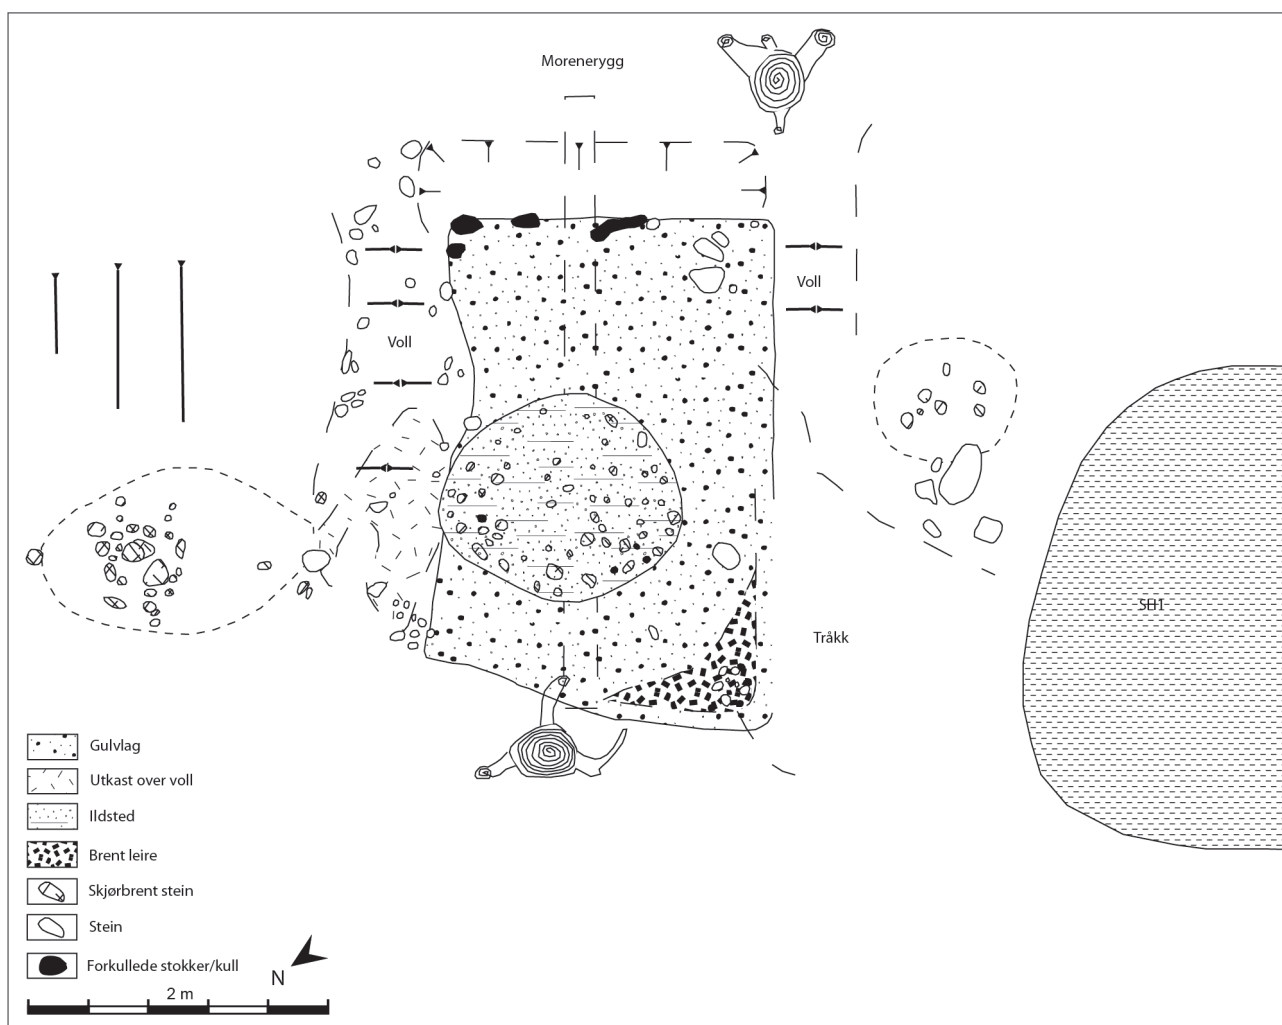 Morenerygg
Voll
Voll
SH1
Tråkk
Gulvlag
Utkast over voll
Ildsted
Brent leire
Skjørbrent stein
Stein
Forkullede stokker/kull
N
2 m